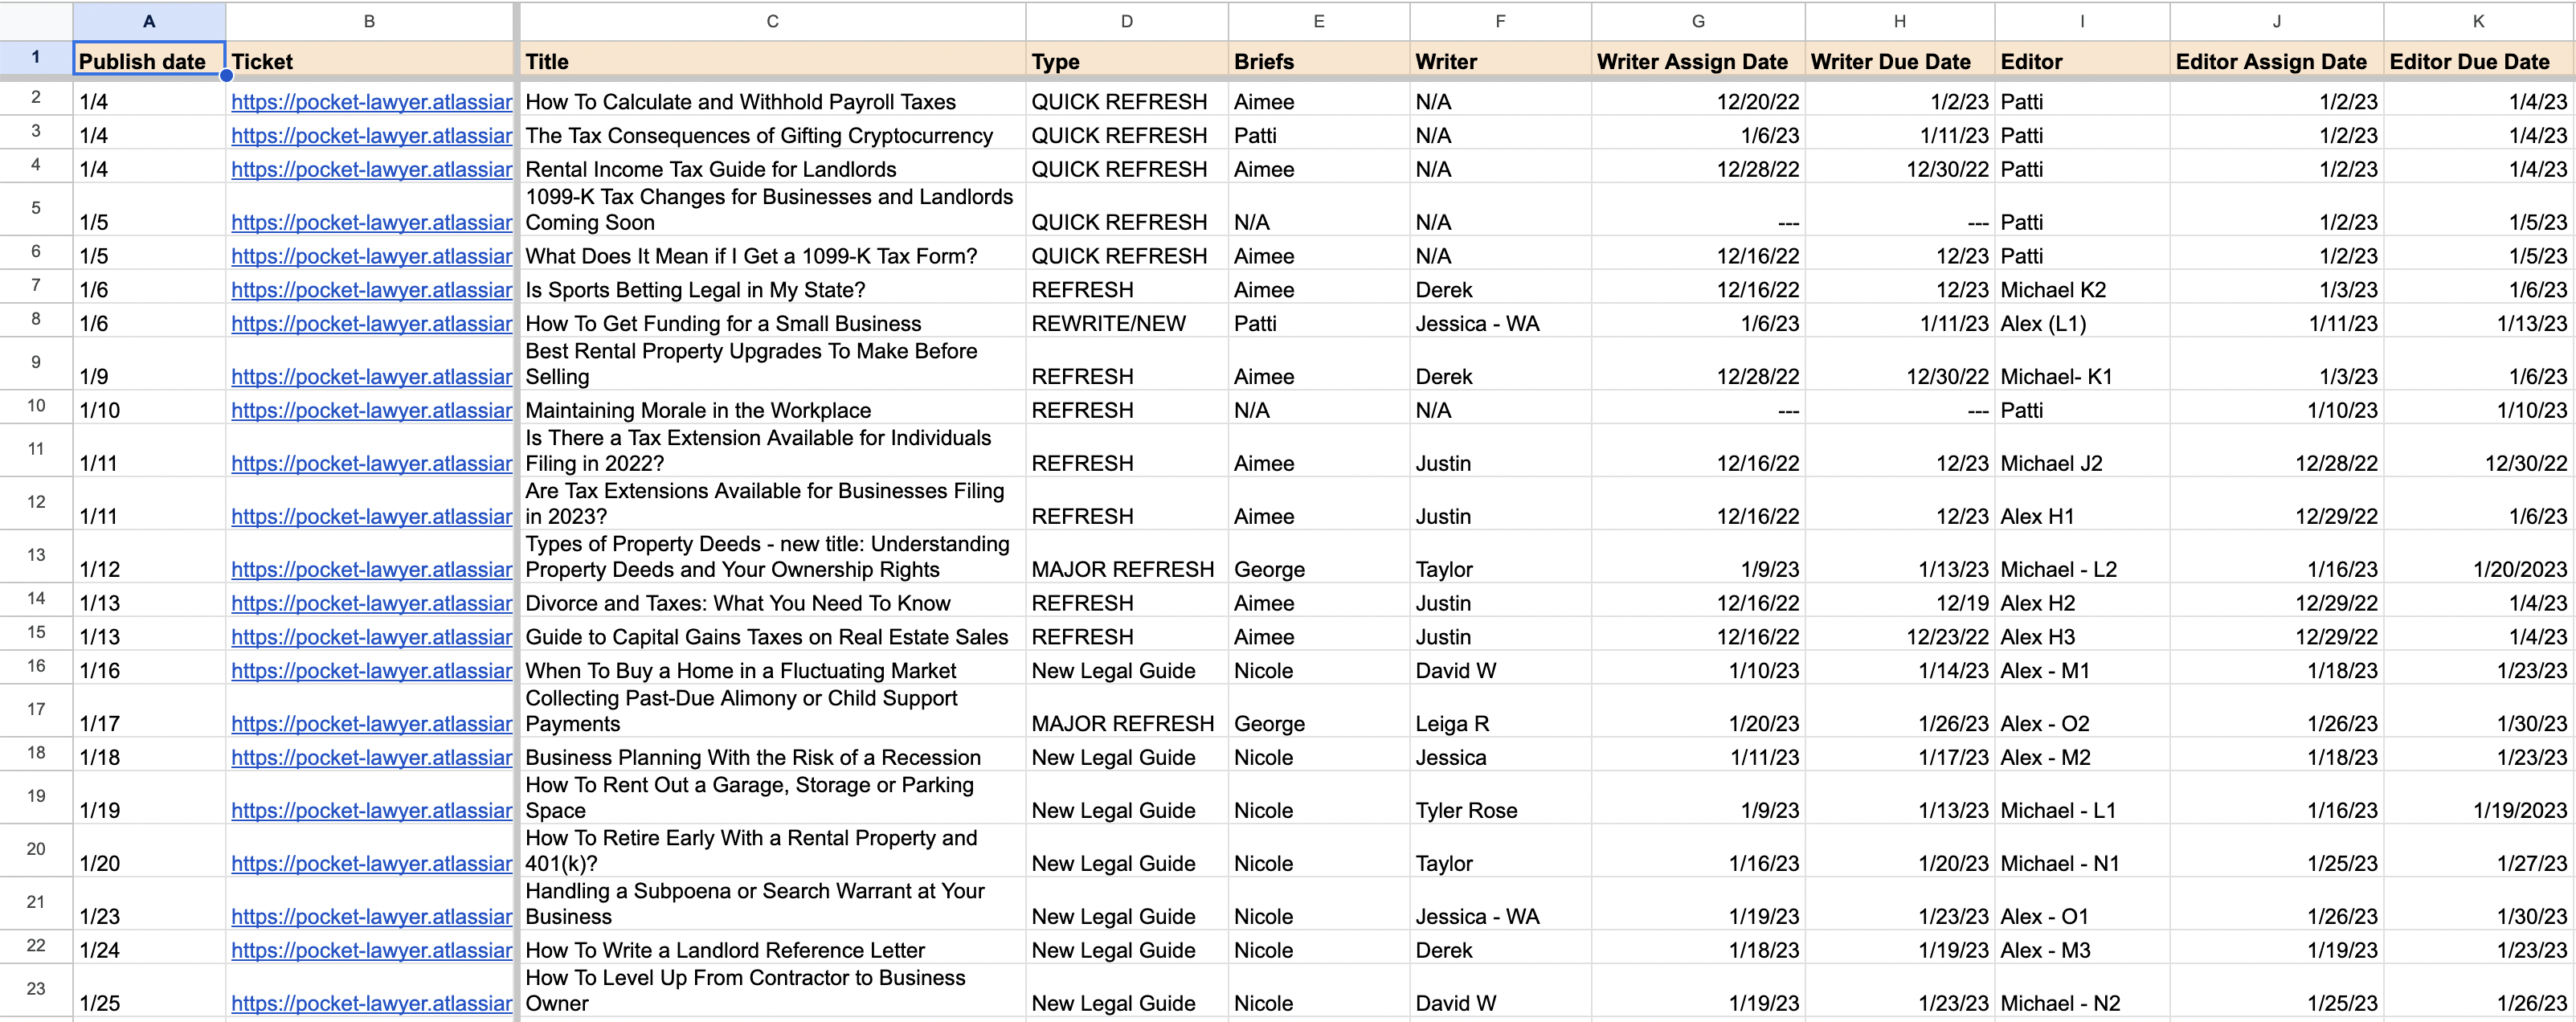 A B C D E F G H I J K
1 Publish date Ticket Title Type Briefs Writer Writer Assign Date Writer Due Date Editor Editor Assign Date Editor Due Date
2 1/4 https://pocket-lawyer.atlassian How To Calculate and Withhold Payroll Taxes QUICK REFRESH Aimee N/A 12/20/22 1/2/23 Patti 1/2/23 1/4/23
3 1/4 https://pocket-lawyer.atlassian The Tax Consequences of Gifting Cryptocurrency QUICK REFRESH Patti N/A 1/6/23 1/11/23 Patti 1/2/23 1/4/23
4 1/4 https://pocket-lawyer.atlassian Rental Income Tax Guide for Landlords QUICK REFRESH Aimee N/A 12/28/22 12/30/22 Patti 1/2/23 1/4/23
1099-K Tax Changes for Businesses and Landlords
5 1/5 https://pocket-lawyer.atlassian Coming Soon QUICK REFRESH N/A N/A --- --- Patti 1/2/23 1/5/23
6 1/5 https://pocket-lawyer.atlassian What Does It Mean if I Get a 1099-K Tax Form? QUICK REFRESH Aimee N/A 12/16/22 12/23 Patti 1/2/23 1/5/23
7 1/6 https://pocket-lawyer.atlassian Is Sports Betting Legal in My State? REFRESH Aimee Derek 12/16/22 12/23 Michael K2 1/3/23 1/6/23
8 1/6 https://pocket-lawyer.atlassian How To Get Funding for a Small Business REWRITE/NEW Patti Jessica - WA 1/6/23 1/11/23 Alex (L1) 1/11/23 1/13/23
Best Rental Property Upgrades To Make Before
9 1/9 https://pocket-lawyer.atlassian Selling REFRESH Aimee Derek 12/28/22 12/30/22 Michael- K1 1/3/23 1/6/23
10 1/10 https://pocket-lawyer.atlassian Maintaining Morale in the Workplace REFRESH N/A N/A --- --- Patti 1/10/23 1/10/23
Is There a Tax Extension Available for Individuals
11 1/11 https://pocket-lawyer.atlassian Filing in 2022? REFRESH Aimee Justin 12/16/22 12/23 Michael J2 12/28/22 12/30/22
Are Tax Extensions Available for Businesses Filing
12 1/11 https://pocket-lawyer.atlassian in 2023? REFRESH Aimee Justin 12/16/22 12/23 Alex H1 12/29/22 1/6/23
Types of Property Deeds - new title: Understanding
13 1/12 https://pocket-lawyer.atlassian Property Deeds and Your Ownership Rights MAJOR REFRESH George Taylor 1/9/23 1/13/23 Michael - L2 1/16/23 1/20/2023
14 1/13 https://pocket-lawyer.atlassian Divorce and Taxes: What You Need To Know REFRESH Aimee Justin 12/16/22 12/19 Alex H2 12/29/22 1/4/23
15 1/13 https://pocket-lawyer.atlassian Guide to Capital Gains Taxes on Real Estate Sales REFRESH Aimee Justin 12/16/22 12/23/22 Alex H3 12/29/22 1/4/23
16 1/16 https://pocket-lawyer.atlassian When To Buy a Home in a Fluctuating Market New Legal Guide Nicole David W 1/10/23 1/14/23 Alex - M1 1/18/23 1/23/23
Collecting Past-Due Alimony or Child Support
17 1/17 https://pocket-lawyer.atlassian Payments MAJOR REFRESH George Leiga R 1/20/23 1/26/23 Alex - O2 1/26/23 1/30/23
18 1/18 https://pocket-lawyer.atlassian Business Planning With the Risk of a Recession New Legal Guide Nicole Jessica 1/11/23 1/17/23 Alex - M2 1/18/23 1/23/23
How To Rent Out a Garage, Storage or Parking
19 1/19 https://pocket-lawyer.atlassian Space New Legal Guide Nicole Tyler Rose 1/9/23 1/13/23 Michael - L1 1/16/23 1/19/2023
How To Retire Early With a Rental Property and
20 1/20 https://pocket-lawyer.atlassian 401(k)? New Legal Guide Nicole Taylor 1/16/23 1/20/23 Michael - N1 1/25/23 1/27/23
Handling a Subpoena or Search Warrant at Your
21 1/23 https://pocket-lawyer.atlassian Business New Legal Guide Nicole Jessica - WA 1/19/23 1/23/23 Alex - O1 1/26/23 1/30/23
22 1/24 https://pocket-lawyer.atlassian How To Write a Landlord Reference Letter New Legal Guide Nicole Derek 1/18/23 1/19/23 Alex - M3 1/19/23 1/23/23
How To Level Up From Contractor to Business
23 1/25 https://pocket-lawyer.atlassian Owner New Legal Guide Nicole David W 1/19/23 1/23/23 Michael - N2 1/25/23 1/26/23